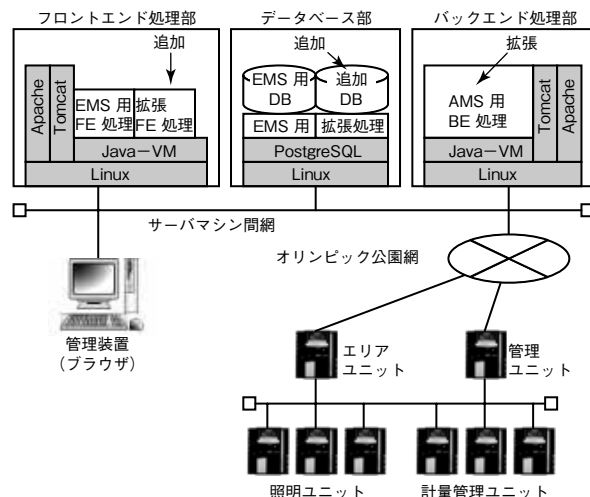 フロントエンド処理部
追加
Apache
Tomcat
EMS 用
FE 処理
拡張
FE 処理
Java－VM
Linux
データベース部
追加
EMS 用
DB
追加
DB
EMS 用
拡張処理
PostgreSQL
Linux
バックエンド処理部
拡張
AMS 用
BE 処理
Tomcat
Apache
Java－VM
Linux
サーバマシン間網
オリンピック公園網
管理装置
（ブラウザ）
エリア
ユニット
管理
ユニット
照明ユニット
計量管理ユニット